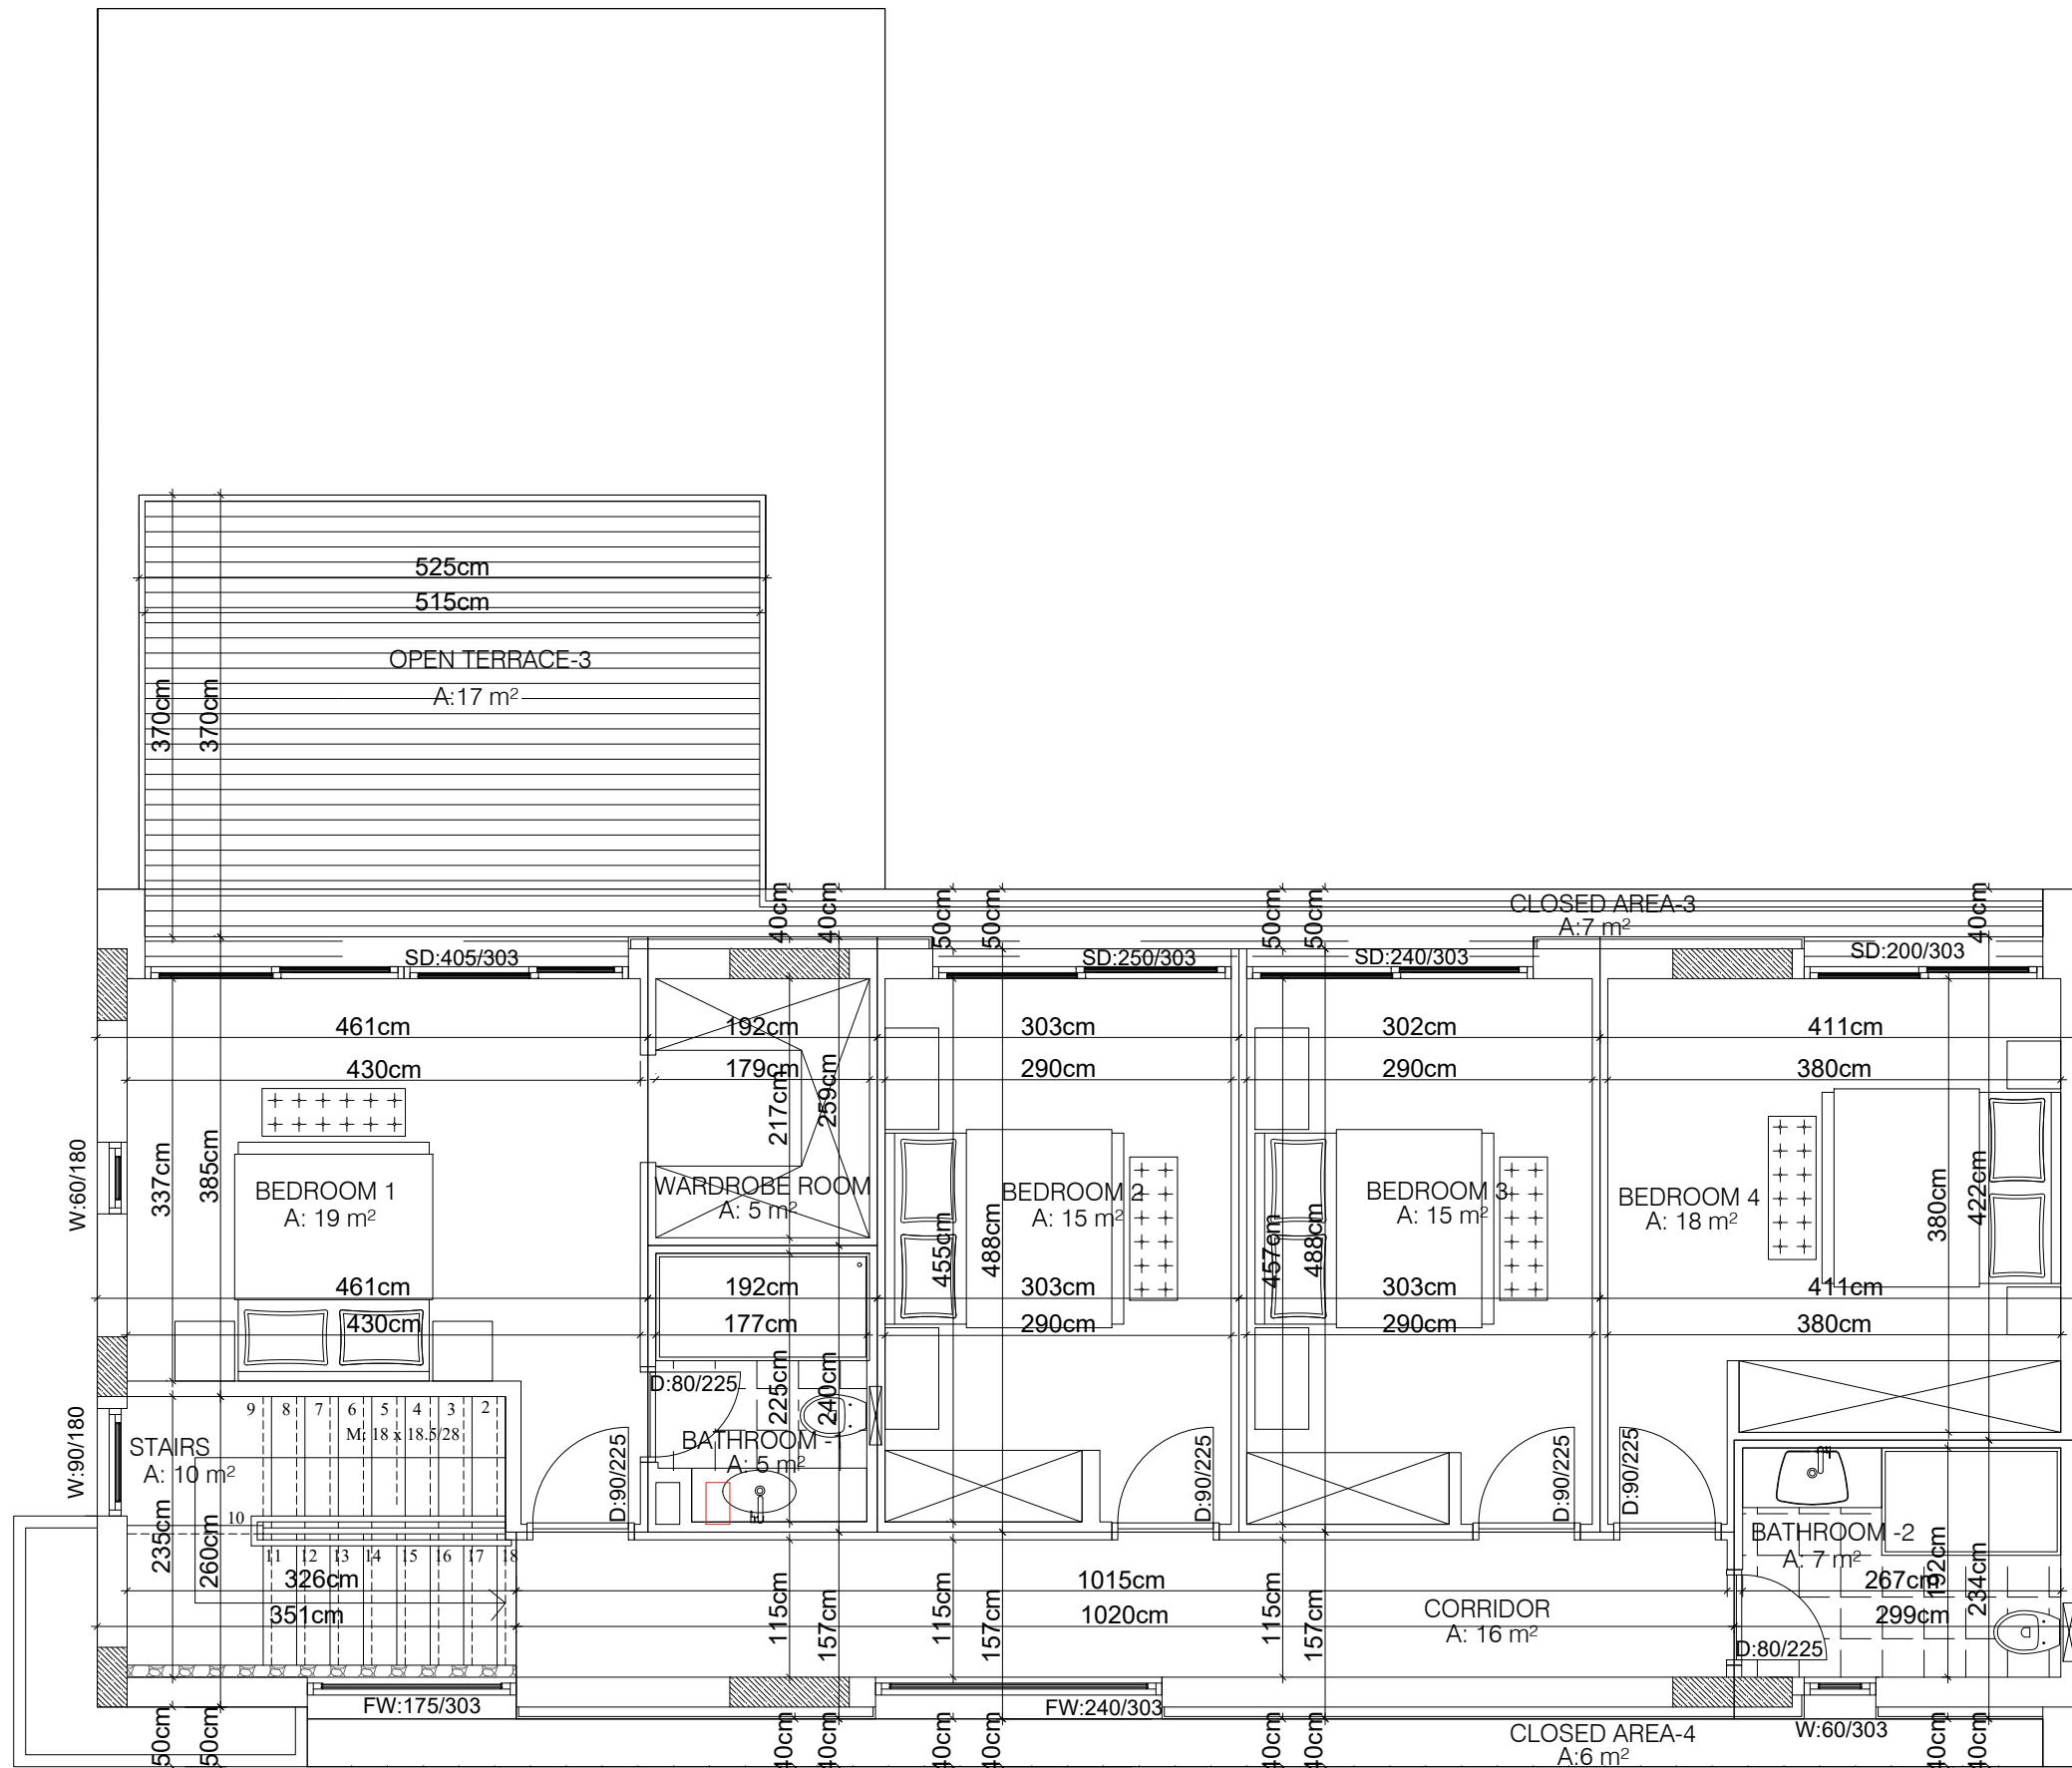 525cm
515cm
OPEN TERRACE-3
A:17 m²
370cm
370cm
40cm
40cm
50cm
50cm
50cm
50cm
CLOSED AREA-3
A:7 m²
40cm
SD:405/303
SD:250/303
SD:240/303
SD:200/303
461cm
192cm
303cm
302cm
411cm
430cm
179cm
290cm
290cm
380cm
217cm
259cm
W:60/180
337cm
385cm
BEDROOM 1
A: 19 m²
WARDROBE ROOM
A: 5 m²
BEDROOM 2
A: 15 m²
BEDROOM 3
A: 15 m²
BEDROOM 4
A: 18 m²
455cm
488cm
457cm
488cm
380cm
422cm
461cm
192cm
303cm
303cm
411cm
430cm
177cm
290cm
290cm
380cm
D:80/225
225cm
240cm
9 8 7 6 5 4 3 2
M: 18 x 18.5/28
W:90/180
STAIRS
A: 10 m²
BATHROOM -1
A: 5 m²
D:90/225
D:90/225
D:90/225
D:90/225
10
11 12 13 14 15 16 17 18
235cm
260cm
BATHROOM -2
A: 7 m²
192cm
234cm
326cm
1015cm
267cm
351cm
1020cm
299cm
115cm
157cm
115cm
157cm
115cm
157cm
CORRIDOR
A: 16 m²
D:80/225
FW:175/303
FW:240/303
W:60/303
CLOSED AREA-4
A:6 m²
50cm
50cm
40cm
40cm
40cm
40cm
40cm
40cm
40cm
40cm